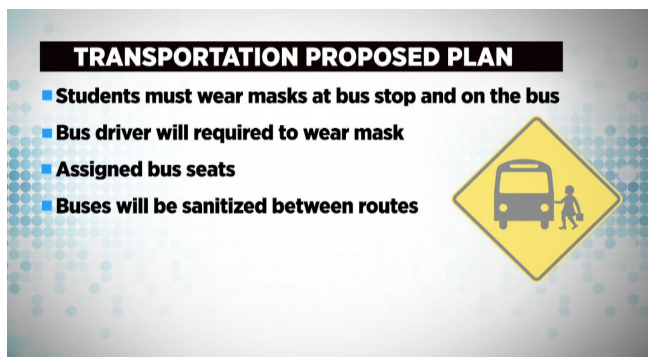 TRANSPORTATION PROPOSED PLAN
Students must wear masks at bus stop and on the bus
Bus driver will required to wear mask
Assigned bus seats
Buses will be sanitized between routes